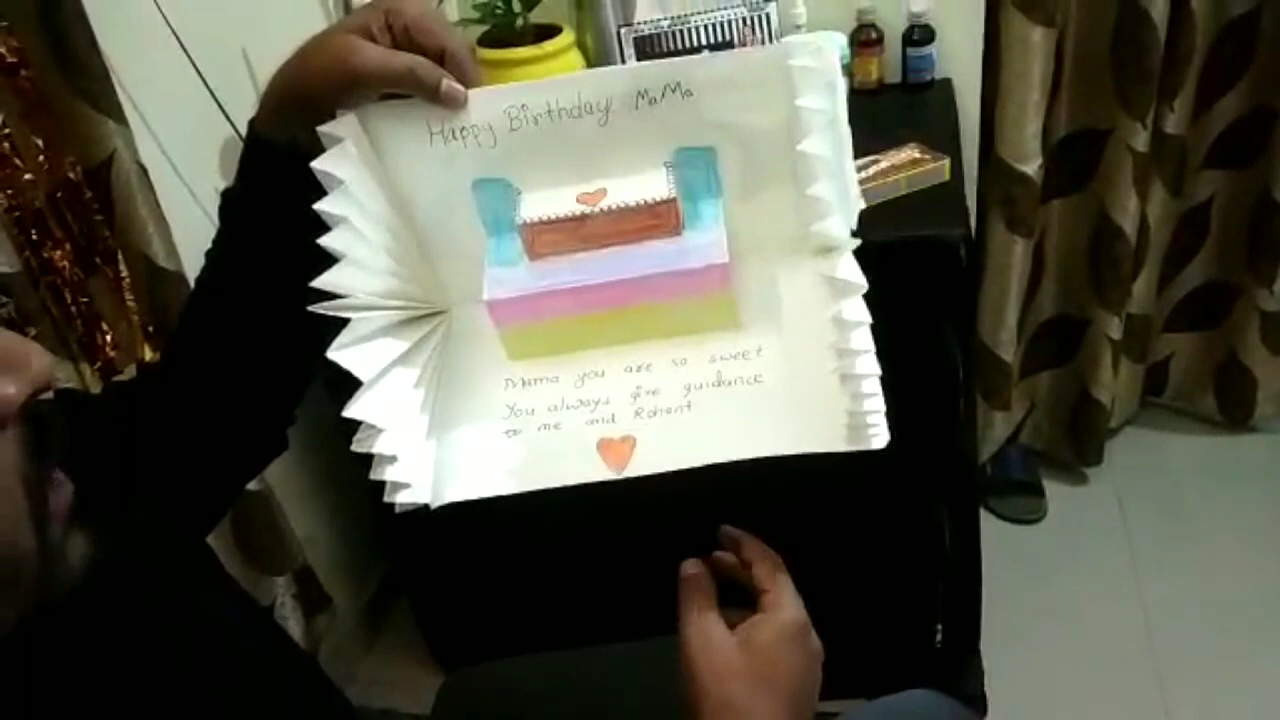 Happy Birthday MaMa
Mama you are so sweet
You always give guidance
to me and Rohant